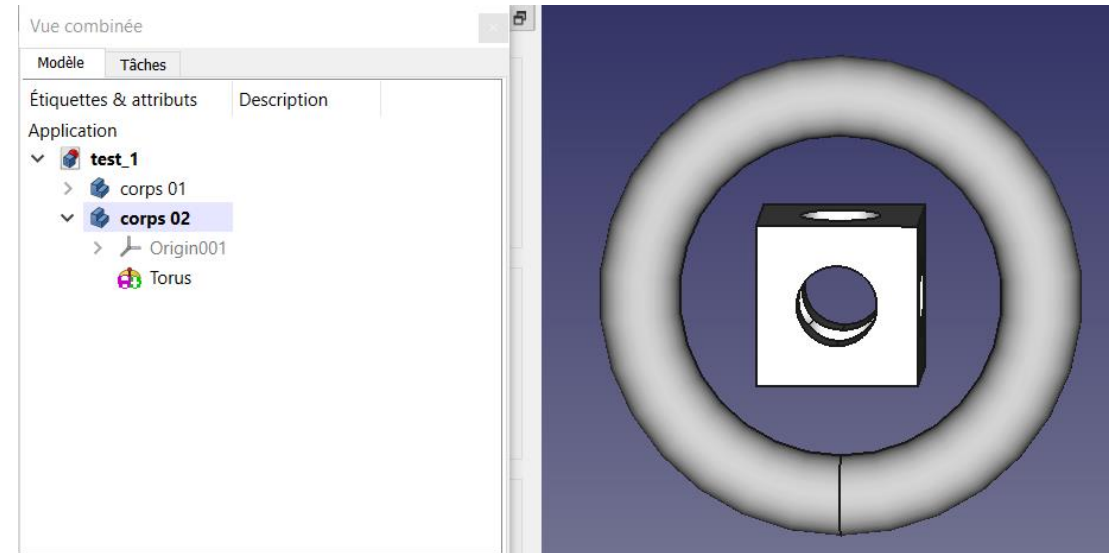 Vue combinée
Modèle Tâches
Étiquettes & attributs Description
Application
test_1
corps 01
corps 02
Origin001
Torus